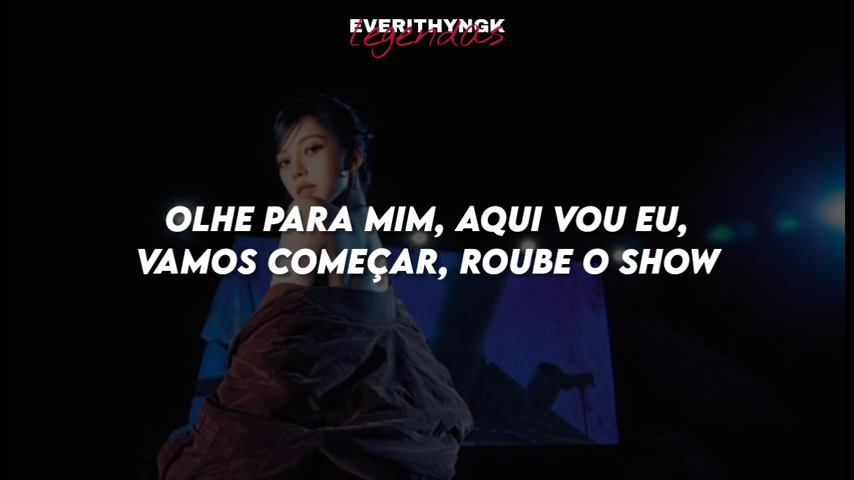 EVERITHYNGK
legendas
OLHE PARA MIM, AQUI VOU EU,
VAMOS COMEÇAR, ROUBE O SHOW